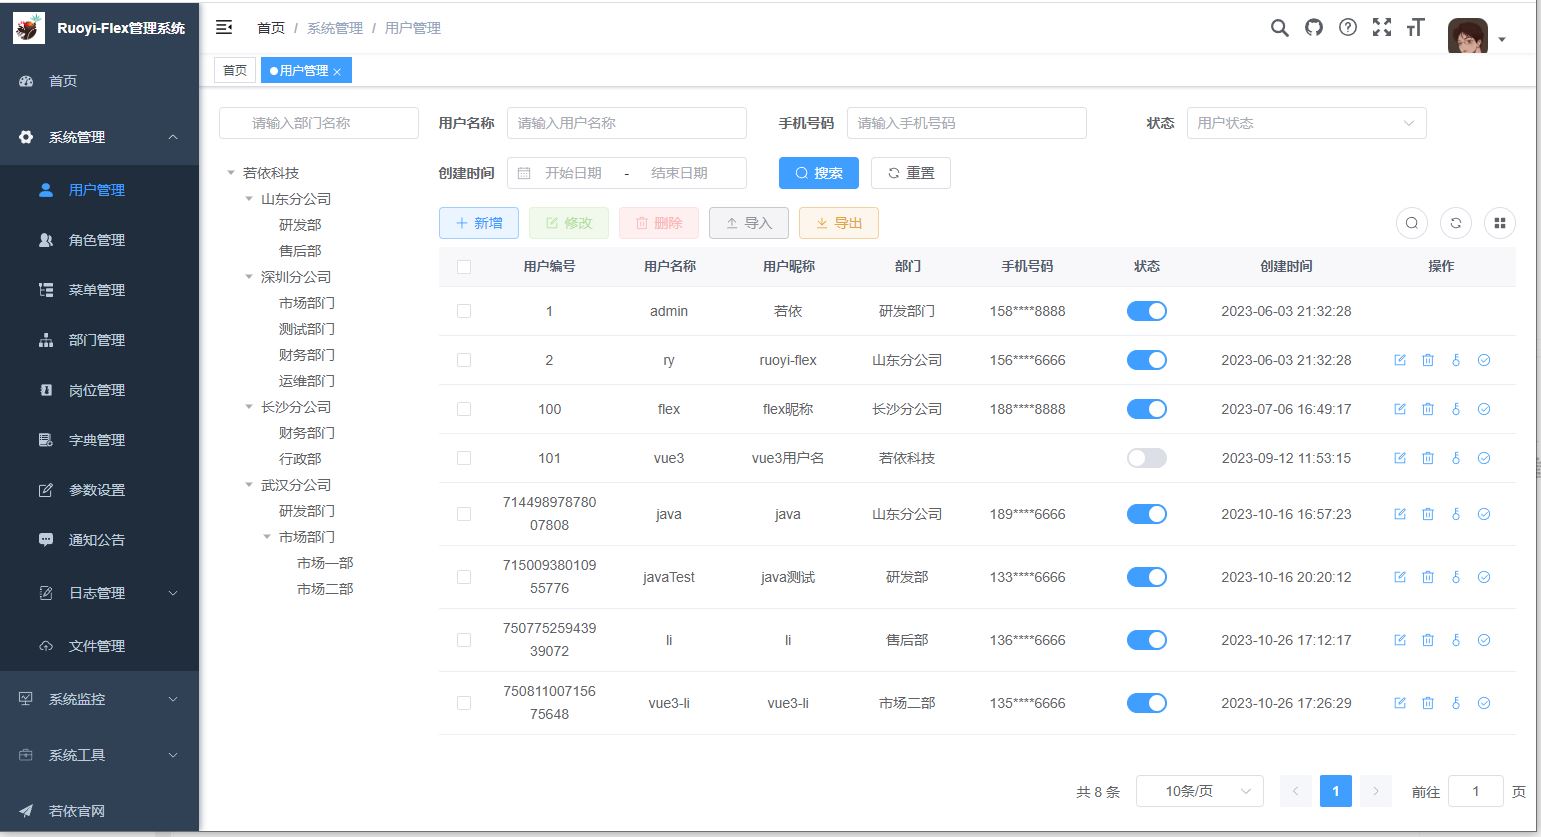 Ruoyi-Flex管理系统
首页
系统管理
用户管理
角色管理
菜单管理
部门管理
岗位管理
字典管理
参数设置
通知公告
日志管理
文件管理
系统监控
系统工具
若依官网
首页 / 系统管理 / 用户管理
首页 用户管理
请输入部门名称
若依科技
山东分公司
研发部
售后部
深圳分公司
市场部门
测试部门
财务部门
运维部门
长沙分公司
财务部门
行政部
武汉分公司
研发部门
市场部门
市场一部
市场二部
用户名称 请输入用户名称 手机号码 请输入手机号码 状态 用户状态
创建时间 开始日期 - 结束日期 搜索 重置
新增 修改 删除 导入 导出
用户编号 用户名称 用户昵称 部门 手机号码 状态 创建时间 操作
1 admin 若依 研发部门 158****8888 2023-06-03 21:32:28
2 ry ruoyi-flex 山东分公司 156****6666 2023-06-03 21:32:28
100 flex flex昵称 长沙分公司 188****8888 2023-07-06 16:49:17
101 vue3 vue3用户名 若依科技 2023-09-12 11:53:15
714498978780
07808 java java 山东分公司 189****6666 2023-10-16 16:57:23
715009380109
55776 javaTest java测试 研发部 133****6666 2023-10-16 20:20:12
750775259439
39072 li li 售后部 136****6666 2023-10-26 17:12:17
750811007156
75648 vue3-li vue3-li 市场二部 135****6666 2023-10-26 17:26:29
共 8 条 10条/页 1 前往 1 页